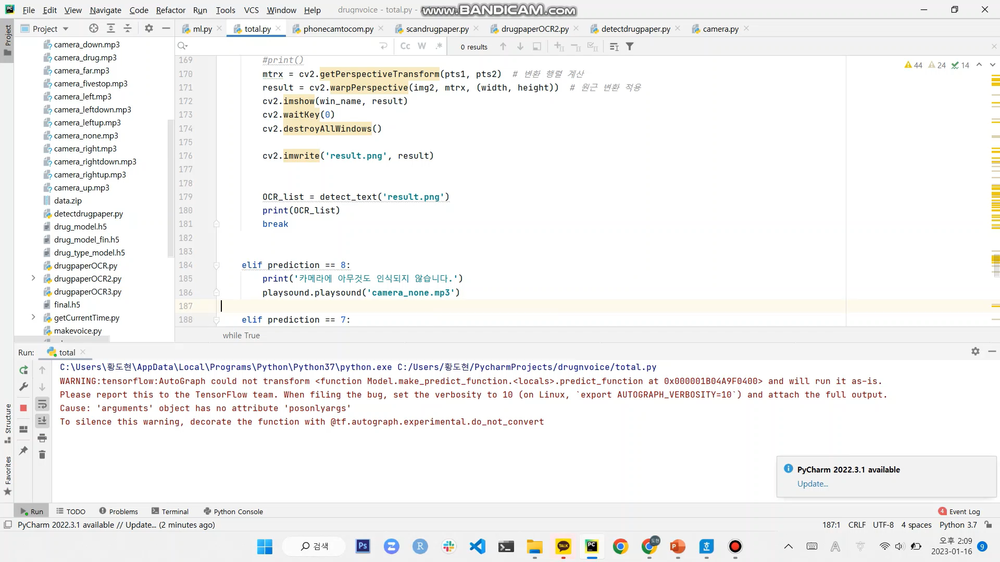 File Edit View Navigate Code Refactor Run Tools VCS Window Help drugnvoice - total.py -
www.BANDICAM.com
Project
Project
ml.py total.py phonecamtocom.py scandrugpaper.py drugpaperOCR2.py detectdrugpaper.py camera.py
Cc W .* 0 results
camera_down.mp3
camera_drug.mp3
camera_far.mp3
camera_fivestop.mp3
camera_left.mp3
camera_leftdown.mp3
camera_leftup.mp3
camera_none.mp3
camera_right.mp3
camera_rightdown.mp3
camera_rightup.mp3
camera_up.mp3
data.zip
detectdrugpaper.py
drug_model.h5
drug_model_fin.h5
drug_type_model.h5
drugpaperOCR.py
drugpaperOCR2.py
drugpaperOCR3.py
final.h5
getCurrentTime.py
makevoice.py
44 24 14
169 #print()
170 mtrx = cv2.getPerspectiveTransform(pts1, pts2) # 변환 행렬 계산
171 result = cv2.warpPerspective(img2, mtrx, (width, height)) # 원근 변환 적용
172 cv2.imshow(win_name, result)
173 cv2.waitKey(0)
174 cv2.destroyAllWindows()
175
176 cv2.imwrite('result.png', result)
177
178
179 OCR_list = detect_text('result.png')
180 print(OCR_list)
181 break
182
183
184 elif prediction == 8:
185 print('카메라에 아무것도 인식되지 않습니다.')
186 playsound.playsound('camera_none.mp3')
187
188 elif prediction == 7:
while True
Run: total
C:\Users\황도현\AppData\Local\Programs\Python\Python37\python.exe C:/Users/황도현/PycharmProjects/drugnvoice/total.py
WARNING:tensorflow:AutoGraph could not transform <function Model.make_predict_function.<locals>.predict_function at 0x000001B04A9F0400> and will run it as-is.
Please report this to the TensorFlow team. When filing the bug, set the verbosity to 10 (on Linux, `export AUTOGRAPH_VERBOSITY=10`) and attach the full output.
Cause: 'arguments' object has no attribute 'posonlyargs'
To silence this warning, decorate the function with @tf.autograph.experimental.do_not_convert
Structure
Favorites
PyCharm 2022.3.1 available
Update...
Run TODO Problems Terminal Python Console 4 Event Log
PyCharm 2022.3.1 available // Update... (2 minutes ago) 187:1 CRLF UTF-8 4 spaces Python 3.7
검색 Ps Z R TALK PC 도현 P A 오후 2:09
2023-01-16 9